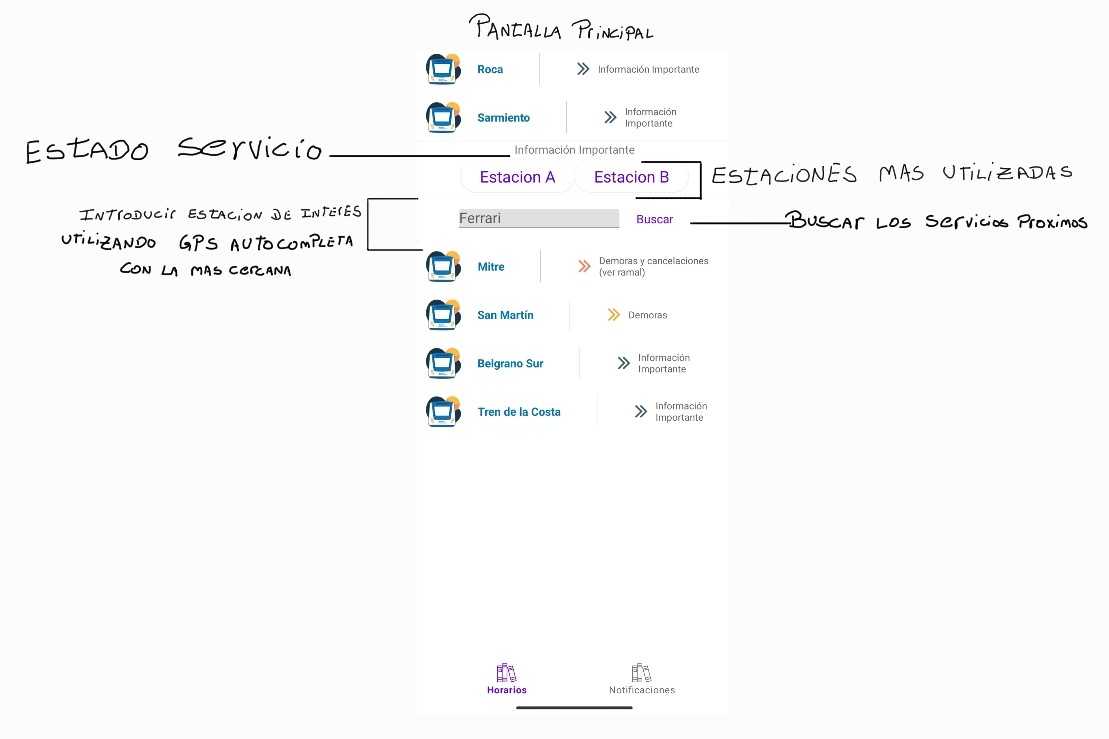 PANTALLA PRINCIPAL
Roca
Información Importante
Sarmiento
Información
Importante
ESTADO SERVICIO
Información Importante
Estacion A
Estacion B
ESTACIONES MAS UTILIZADAS
INTRODUCIR ESTACION DE INTERES
UTILIZANDO GPS AUTOCOMPLETA
CON LA MAS CERCANA
Ferrari
Buscar
BUSCAR LOS SERVICIOS PROXIMOS
Mitre
Demoras y cancelaciones
(ver ramal)
San Martín
Demoras
Belgrano Sur
Información
Importante
Tren de la Costa
Información
Importante
Horarios
Notificaciones